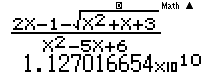 D Math ▲
2X-1-√X²+X+3
X²-5X+6
1.127016654×10¹⁰